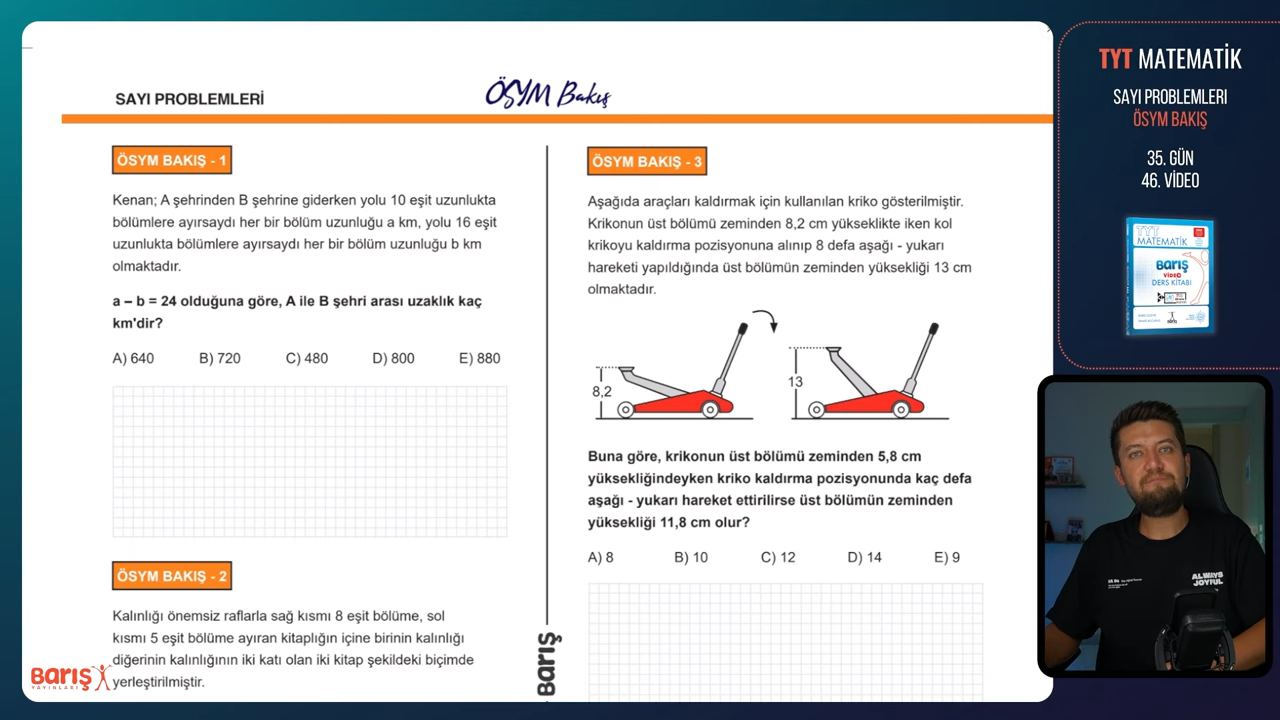 SAYI PROBLEMLERİ
ÖSYM Bakış
ÖSYM BAKIŞ - 1
Kenan; A şehrinden B şehrine giderken yolu 10 eşit uzunlukta
bölümlere ayırsaydı her bir bölüm uzunluğu a km, yolu 16 eşit
uzunlukta bölümlere ayırsaydı her bir bölüm uzunluğu b km
olmaktadır.
a – b = 24 olduğuna göre, A ile B şehri arası uzaklık kaç
km'dir?
A) 640 B) 720 C) 480 D) 800 E) 880
ÖSYM BAKIŞ - 2
Kalınlığı önemsiz raflarla sağ kısmı 8 eşit bölüme, sol
kısmı 5 eşit bölüme ayıran kitaplığın içine birinin kalınlığı
diğerinin kalınlığının iki katı olan iki kitap şekildeki biçimde
yerleştirilmiştir.
BARIŞ
YAYINLARI
BARIŞ
ÖSYM BAKIŞ - 3
Aşağıda araçları kaldırmak için kullanılan kriko gösterilmiştir.
Krikonun üst bölümü zeminden 8,2 cm yükseklikte iken kol
krikoyu kaldırma pozisyonuna alınıp 8 defa aşağı - yukarı
hareketi yapıldığında üst bölümün zeminden yüksekliği 13 cm
olmaktadır.
8,2
13
Buna göre, krikonun üst bölümü zeminden 5,8 cm
yüksekliğindeyken kriko kaldırma pozisyonunda kaç defa
aşağı - yukarı hareket ettirilirse üst bölümün zeminden
yüksekliği 11,8 cm olur?
A) 8 B) 10 C) 12 D) 14 E) 9
TYT MATEMATİK
SAYI PROBLEMLERI
ÖSYM BAKIŞ
35. GÜN
46. VİDEO
TYT
MATEMATİK
BARIŞ
VİDEO
DERS KİTABI
ALWAYS
JOYFUL